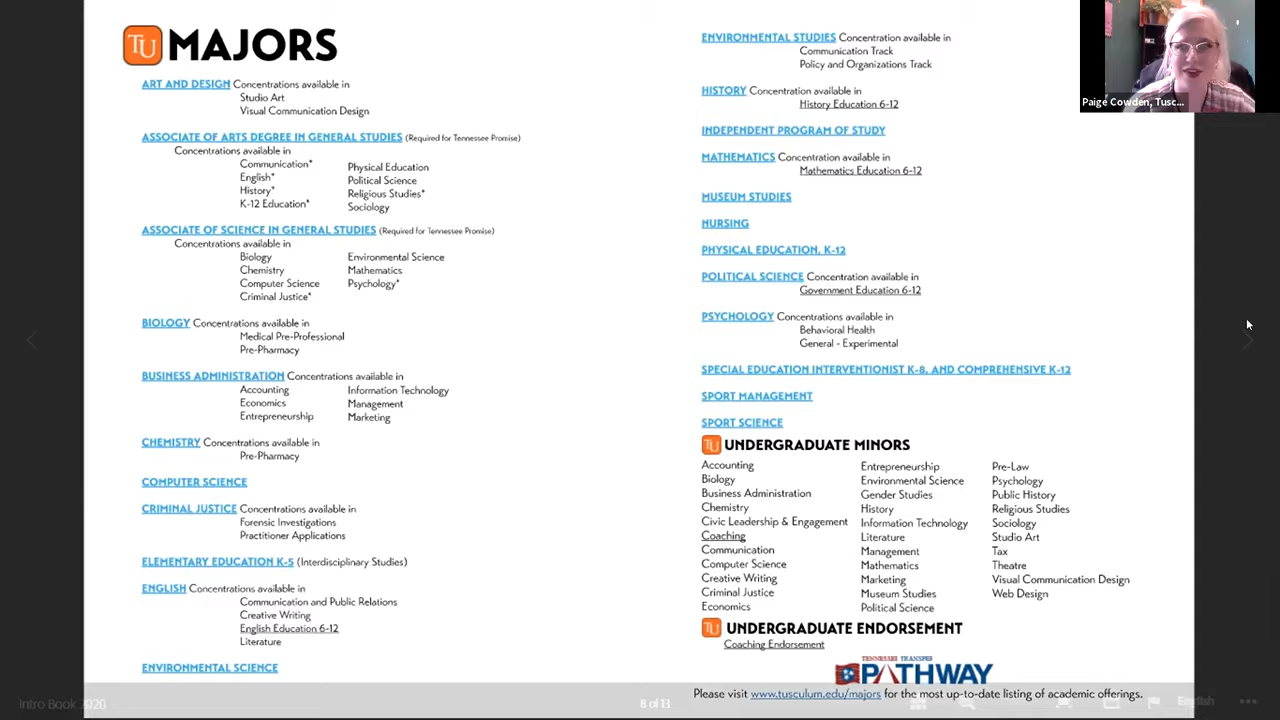 TU MAJORS
ART AND DESIGN Concentrations available in
Studio Art
Visual Communication Design
ASSOCIATE OF ARTS DEGREE IN GENERAL STUDIES (Required for Tennessee Promise)
Concentrations available in
Communication*
English*
History*
K-12 Education*
Physical Education
Political Science
Religious Studies*
Sociology
ASSOCIATE OF SCIENCE IN GENERAL STUDIES (Required for Tennessee Promise)
Concentrations available in
Biology
Chemistry
Computer Science
Criminal Justice*
Environmental Science
Mathematics
Psychology*
BIOLOGY Concentrations available in
Medical Pre-Professional
Pre-Pharmacy
BUSINESS ADMINISTRATION Concentrations available in
Accounting
Economics
Entrepreneurship
Information Technology
Management
Marketing
CHEMISTRY Concentrations available in
Pre-Pharmacy
COMPUTER SCIENCE
CRIMINAL JUSTICE Concentrations available in
Forensic Investigations
Practitioner Applications
ELEMENTARY EDUCATION K-5 (Interdisciplinary Studies)
ENGLISH Concentrations available in
Communication and Public Relations
Creative Writing
English Education 6-12
Literature
ENVIRONMENTAL SCIENCE
ENVIRONMENTAL STUDIES Concentration available in
Communication Track
Policy and Organizations Track
HISTORY Concentration available in
History Education 6-12
INDEPENDENT PROGRAM OF STUDY
MATHEMATICS Concentration available in
Mathematics Education 6-12
MUSEUM STUDIES
NURSING
PHYSICAL EDUCATION, K-12
POLITICAL SCIENCE Concentration available in
Government Education 6-12
PSYCHOLOGY Concentrations available in
Behavioral Health
General - Experimental
SPECIAL EDUCATION INTERVENTIONIST K-8, AND COMPREHENSIVE K-12
SPORT MANAGEMENT
SPORT SCIENCE
TU UNDERGRADUATE MINORS
Accounting
Biology
Business Administration
Chemistry
Civic Leadership & Engagement
Coaching
Communication
Computer Science
Creative Writing
Criminal Justice
Economics
Entrepreneurship
Environmental Science
Gender Studies
History
Information Technology
Literature
Management
Mathematics
Marketing
Museum Studies
Political Science
Pre-Law
Psychology
Public History
Religious Studies
Sociology
Studio Art
Tax
Theatre
Visual Communication Design
Web Design
TU UNDERGRADUATE ENDORSEMENT
Coaching Endorsement
TENNESSEE TRANSFER
PATHWAY
Please visit www.tusculum.edu/majors for the most up-to-date listing of academic offerings.
Intro Book 2020
8 of 13
English
Paige Cowden, Tusc...